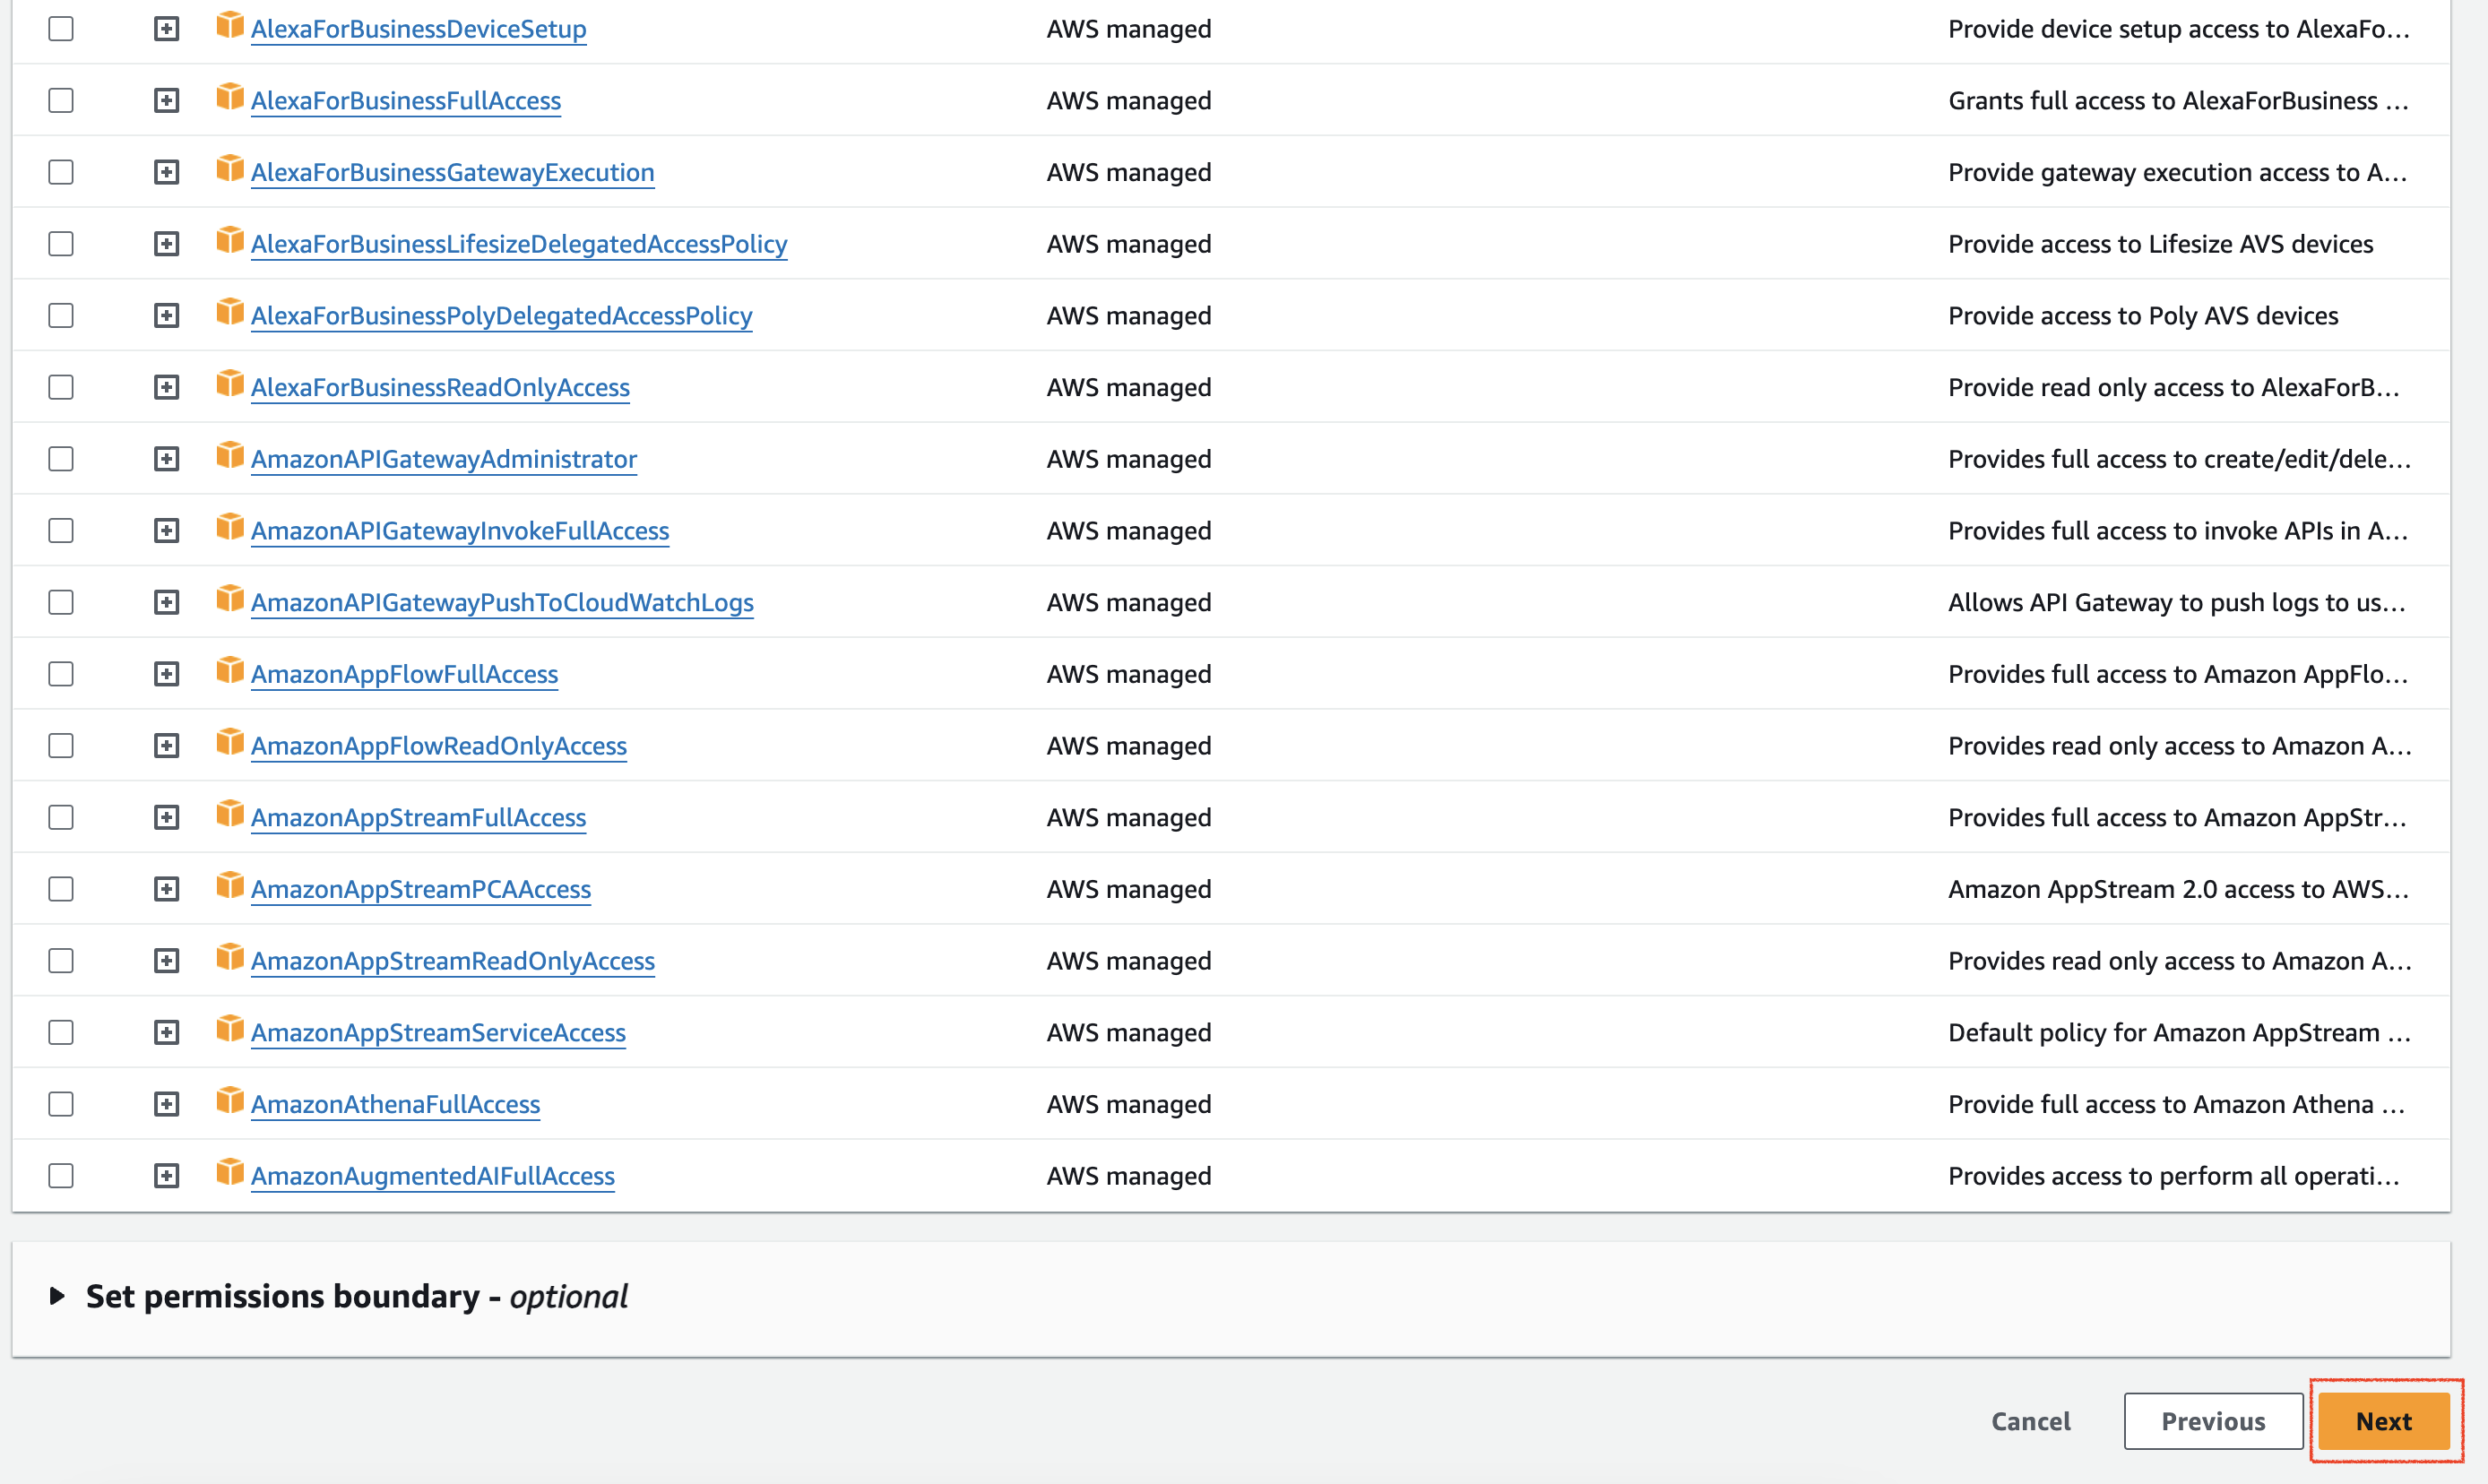 AlexaForBusinessDeviceSetup AWS managed Provide device setup access to AlexaFo...
AlexaForBusinessFullAccess AWS managed Grants full access to AlexaForBusiness ...
AlexaForBusinessGatewayExecution AWS managed Provide gateway execution access to A...
AlexaForBusinessLifesizeDelegatedAccessPolicy AWS managed Provide access to Lifesize AVS devices
AlexaForBusinessPolyDelegatedAccessPolicy AWS managed Provide access to Poly AVS devices
AlexaForBusinessReadOnlyAccess AWS managed Provide read only access to AlexaForB...
AmazonAPIGatewayAdministrator AWS managed Provides full access to create/edit/dele...
AmazonAPIGatewayInvokeFullAccess AWS managed Provides full access to invoke APIs in A...
AmazonAPIGatewayPushToCloudWatchLogs AWS managed Allows API Gateway to push logs to us...
AmazonAppFlowFullAccess AWS managed Provides full access to Amazon AppFlo...
AmazonAppFlowReadOnlyAccess AWS managed Provides read only access to Amazon A...
AmazonAppStreamFullAccess AWS managed Provides full access to Amazon AppStr...
AmazonAppStreamPCAAccess AWS managed Amazon AppStream 2.0 access to AWS...
AmazonAppStreamReadOnlyAccess AWS managed Provides read only access to Amazon A...
AmazonAppStreamServiceAccess AWS managed Default policy for Amazon AppStream ...
AmazonAthenaFullAccess AWS managed Provide full access to Amazon Athena ...
AmazonAugmentedAIFullAccess AWS managed Provides access to perform all operati...
Set permissions boundary - optional
Cancel Previous Next